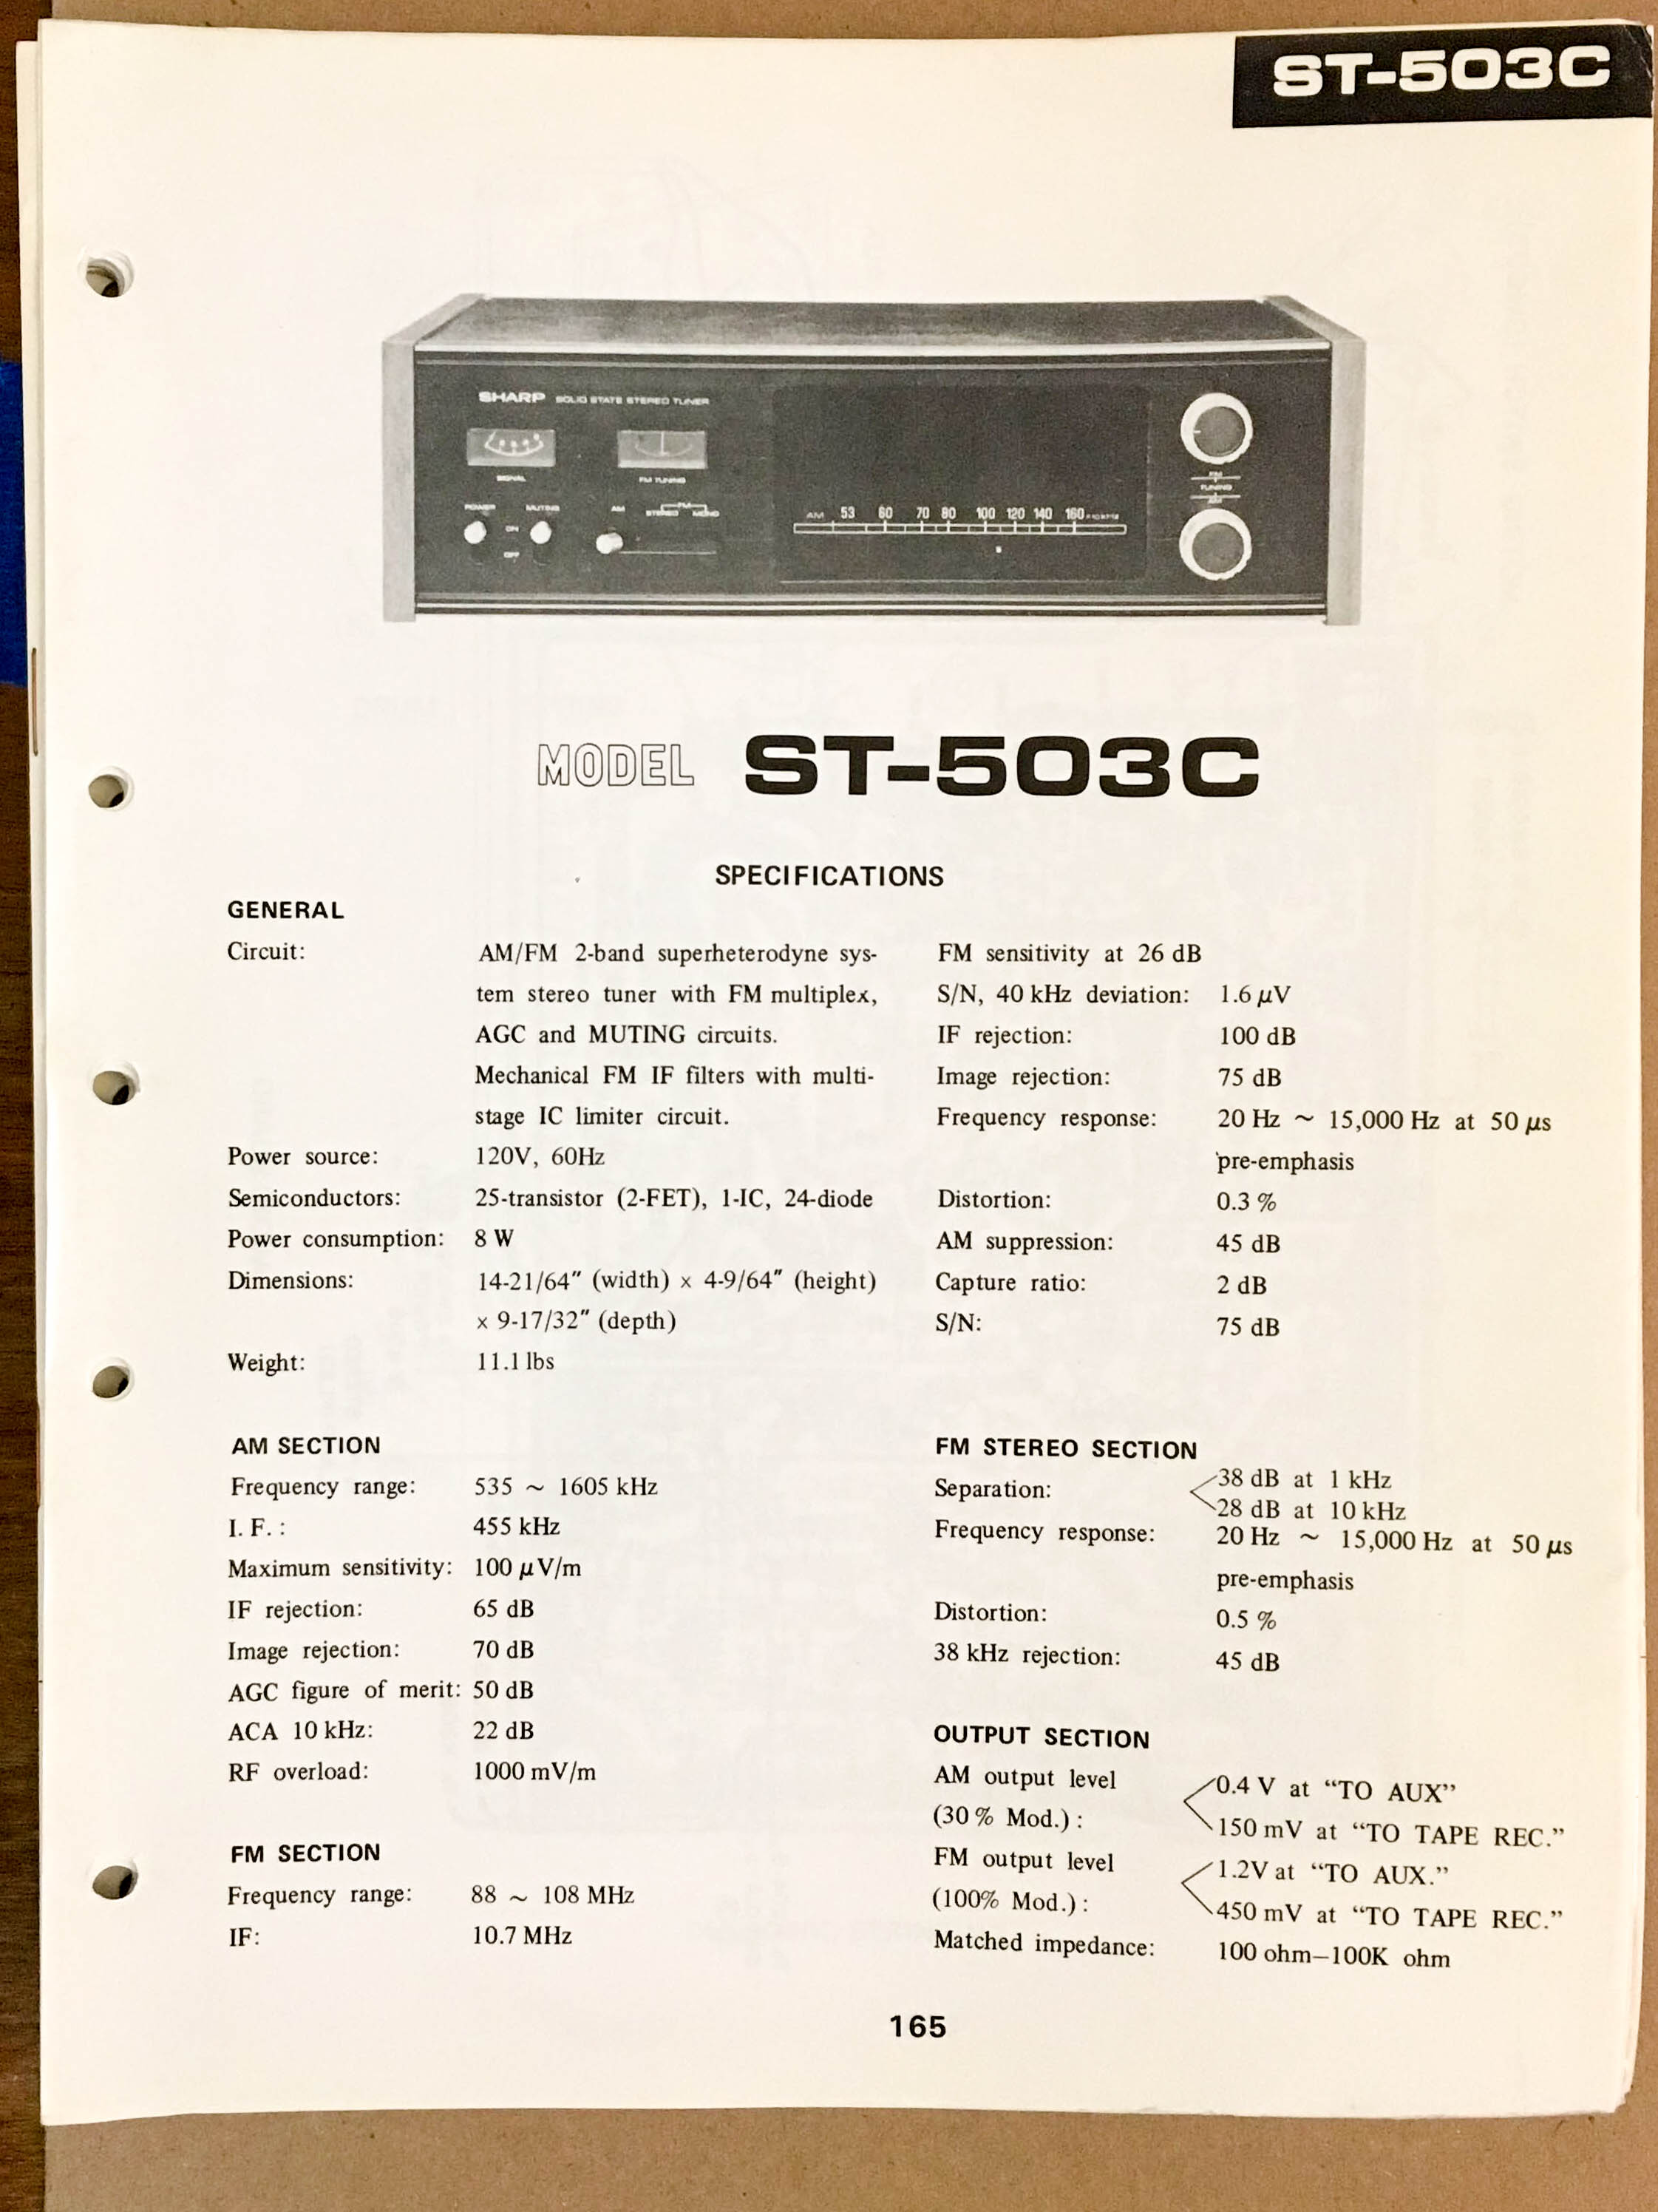 ST-503C
SHARP SOLID STATE STEREO TUNER
SIGNAL
FM TUNING
POWER
MUTING
ON
OFF
AM
FM
STEREO MONO
AM 53 60 70 80 100 120 140 160
FM
TUNING
AM
MODEL ST-503C
SPECIFICATIONS
GENERAL
Circuit: AM/FM 2-band superheterodyne sys-
tem stereo tuner with FM multiplex,
AGC and MUTING circuits.
Mechanical FM IF filters with multi-
stage IC limiter circuit.
Power source: 120V, 60Hz
Semiconductors: 25-transistor (2-FET), 1-IC, 24-diode
Power consumption: 8 W
Dimensions: 14-21/64″ (width) × 4-9/64″ (height)
× 9-17/32″ (depth)
Weight: 11.1 lbs
AM SECTION
Frequency range: 535 ~ 1605 kHz
I. F. : 455 kHz
Maximum sensitivity: 100 μV/m
IF rejection: 65 dB
Image rejection: 70 dB
AGC figure of merit: 50 dB
ACA 10 kHz: 22 dB
RF overload: 1000 mV/m
FM SECTION
Frequency range: 88 ~ 108 MHz
IF: 10.7 MHz
FM sensitivity at 26 dB
S/N, 40 kHz deviation: 1.6 μV
IF rejection: 100 dB
Image rejection: 75 dB
Frequency response: 20 Hz ~ 15,000 Hz at 50 μs
pre-emphasis
Distortion: 0.3 %
AM suppression: 45 dB
Capture ratio: 2 dB
S/N: 75 dB
FM STEREO SECTION
Separation: 38 dB at 1 kHz
28 dB at 10 kHz
Frequency response: 20 Hz ~ 15,000 Hz at 50 μs
pre-emphasis
Distortion: 0.5 %
38 kHz rejection: 45 dB
OUTPUT SECTION
AM output level 0.4 V at “TO AUX”
(30 % Mod.) : 150 mV at “TO TAPE REC.”
FM output level 1.2V at “TO AUX.”
(100% Mod.) : 450 mV at “TO TAPE REC.”
Matched impedance: 100 ohm–100K ohm
165